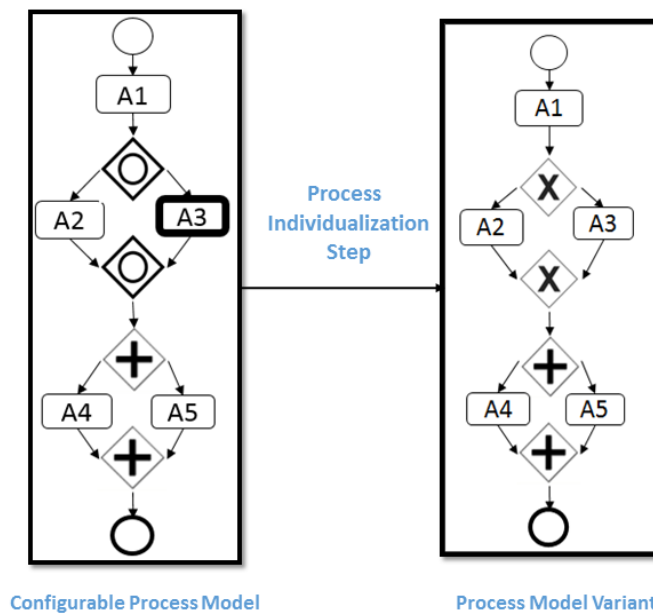 A1
A2
A3
A4
A5
Process
Individualization
Step
A1
X
A2
A3
X
A4
A5
Configurable Process Model
Process Model Variant